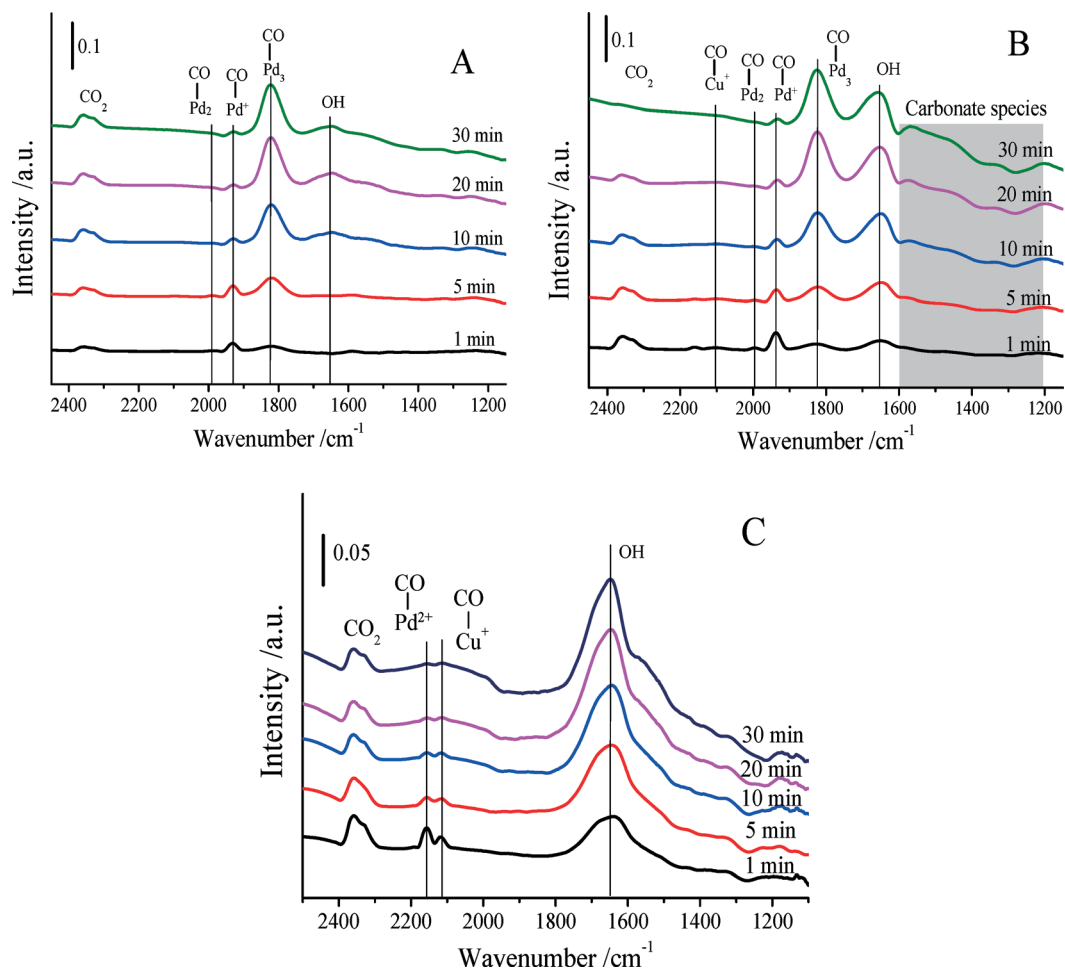 0.1
A
CO
Pd₃
CO
Pd₂
CO
Pd⁺
CO₂
OH
30 min
20 min
10 min
5 min
1 min
Intensity /a.u.
2400 2200 2000 1800 1600 1400 1200
Wavenumber /cm⁻¹
0.1
B
CO₂
CO
Cu⁺
CO
Pd₂
CO
Pd⁺
CO
Pd₃
OH
Carbonate species
30 min
20 min
10 min
5 min
1 min
Intensity /a.u.
2400 2200 2000 1800 1600 1400 1200
Wavenumber /cm⁻¹
0.05
C
CO₂
CO
Pd²⁺
CO
Cu⁺
OH
30 min
20 min
10 min
5 min
1 min
Intensity /a.u.
2400 2200 2000 1800 1600 1400 1200
Wavenumber /cm⁻¹